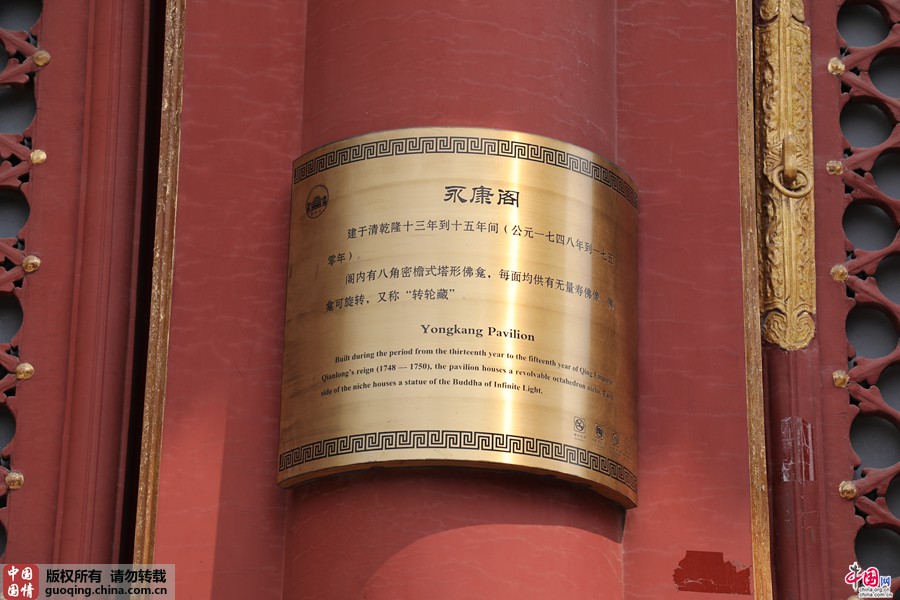 永康阁
建于清乾隆十三年到十五年间（公元一七四八年到一七五
零年）
阁内有八角密檐式塔形佛龛，每面均供有无量寿佛像
龛可旋转，又称“转轮藏”
Yongkang Pavilion
Built during the period from the thirteenth year to the fifteenth year of Qing Emperor
Qianlong's reign (1748 — 1750), the pavilion houses a revolvable octahedron niche. Each
side of the niche houses a statue of the Buddha of Infinite Light.
中国
国情
版权所有 请勿转载
guoqing.china.com.cn
中国网
china.org.cn
china.com.cn